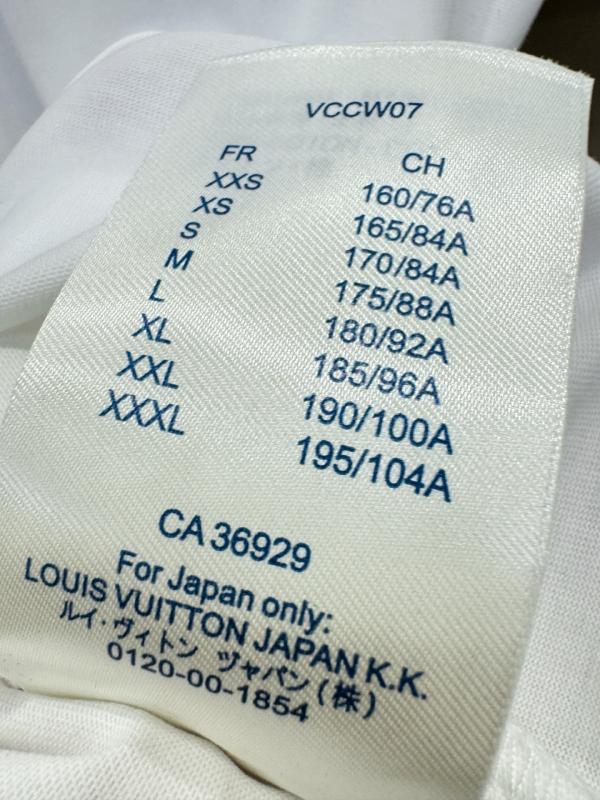 VCCW07
FR CH
XXS 160/76A
XS 165/84A
S 170/84A
M 175/88A
L 180/92A
XL 185/96A
XXL 190/100A
XXXL 195/104A
CA 36929
For Japan only:
LOUIS VUITTON JAPAN K.K.
ルイ・ヴィトン ヅャパン(株)
0120-00-1854